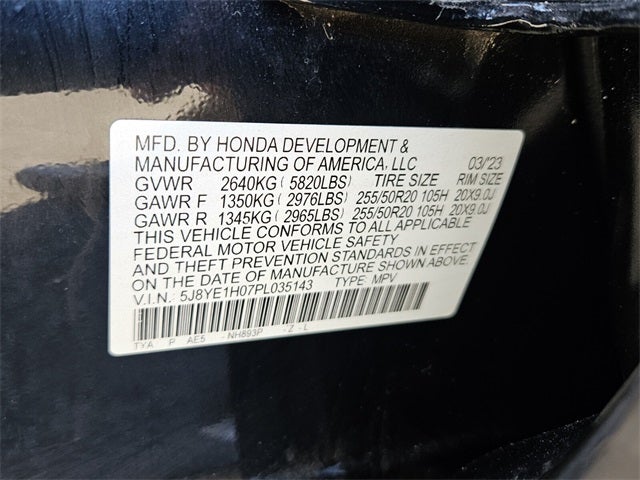 MFD. BY HONDA DEVELOPMENT &
MANUFACTURING OF AMERICA, LLC 03/'23
GVWR 2640KG ( 5820LBS) TIRE SIZE RIM SIZE
GAWR F 1350KG ( 2976LBS) 255/50R20 105H 20X9.0J
GAWR R 1345KG ( 2965LBS) 255/50R20 105H 20X9.0J
THIS VEHICLE CONFORMS TO ALL APPLICABLE
FEDERAL MOTOR VEHICLE SAFETY
AND THEFT PREVENTION STANDARDS IN EFFECT
ON THE DATE OF MANUFACTURE SHOWN ABOVE.
V.I.N.: 5J8YE1H07PL035143 TYPE: MPV
TYA P AE5 -NH893P -Z-L